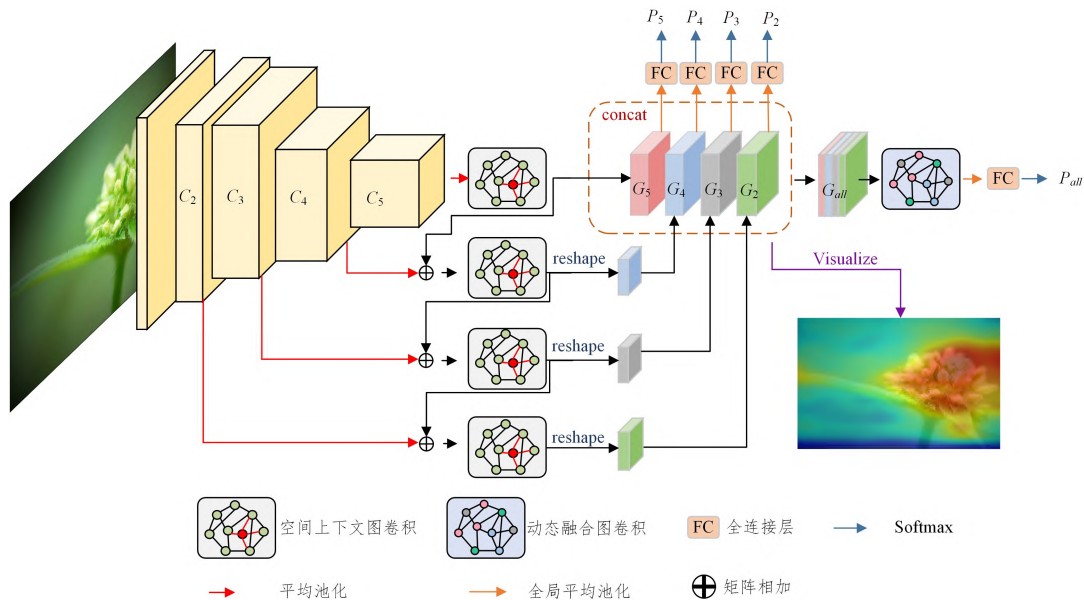 P5 P4 P3 P2
FC FC FC FC
concat
C2 C3 C4 C5
G5 G4 G3 G2 Gall FC Pall
reshape
Visualize
reshape
reshape
空间上下文图卷积 动态融合图卷积 FC 全连接层 Softmax
平均池化 全局平均池化 矩阵相加